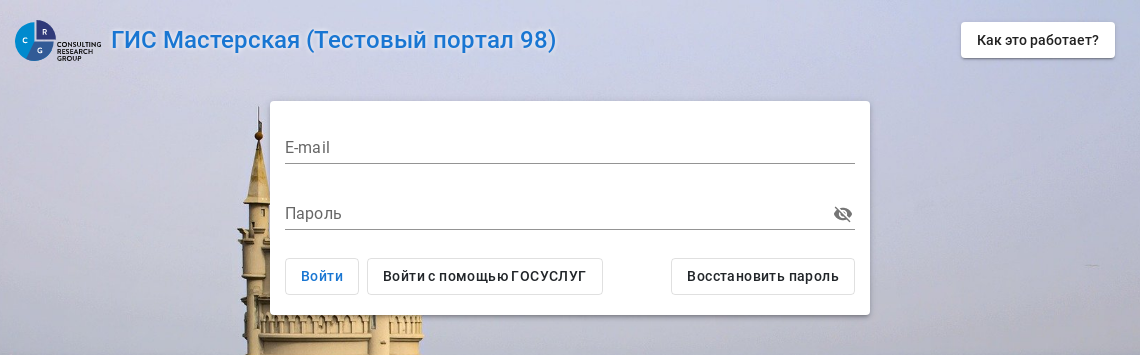 C R G
CONSULTING
RESEARCH
GROUP
ГИС Мастерская (Тестовый портал 98)
Как это работает?
E-mail
Пароль
Войти
Войти с помощью ГОСУСЛУГ
Восстановить пароль